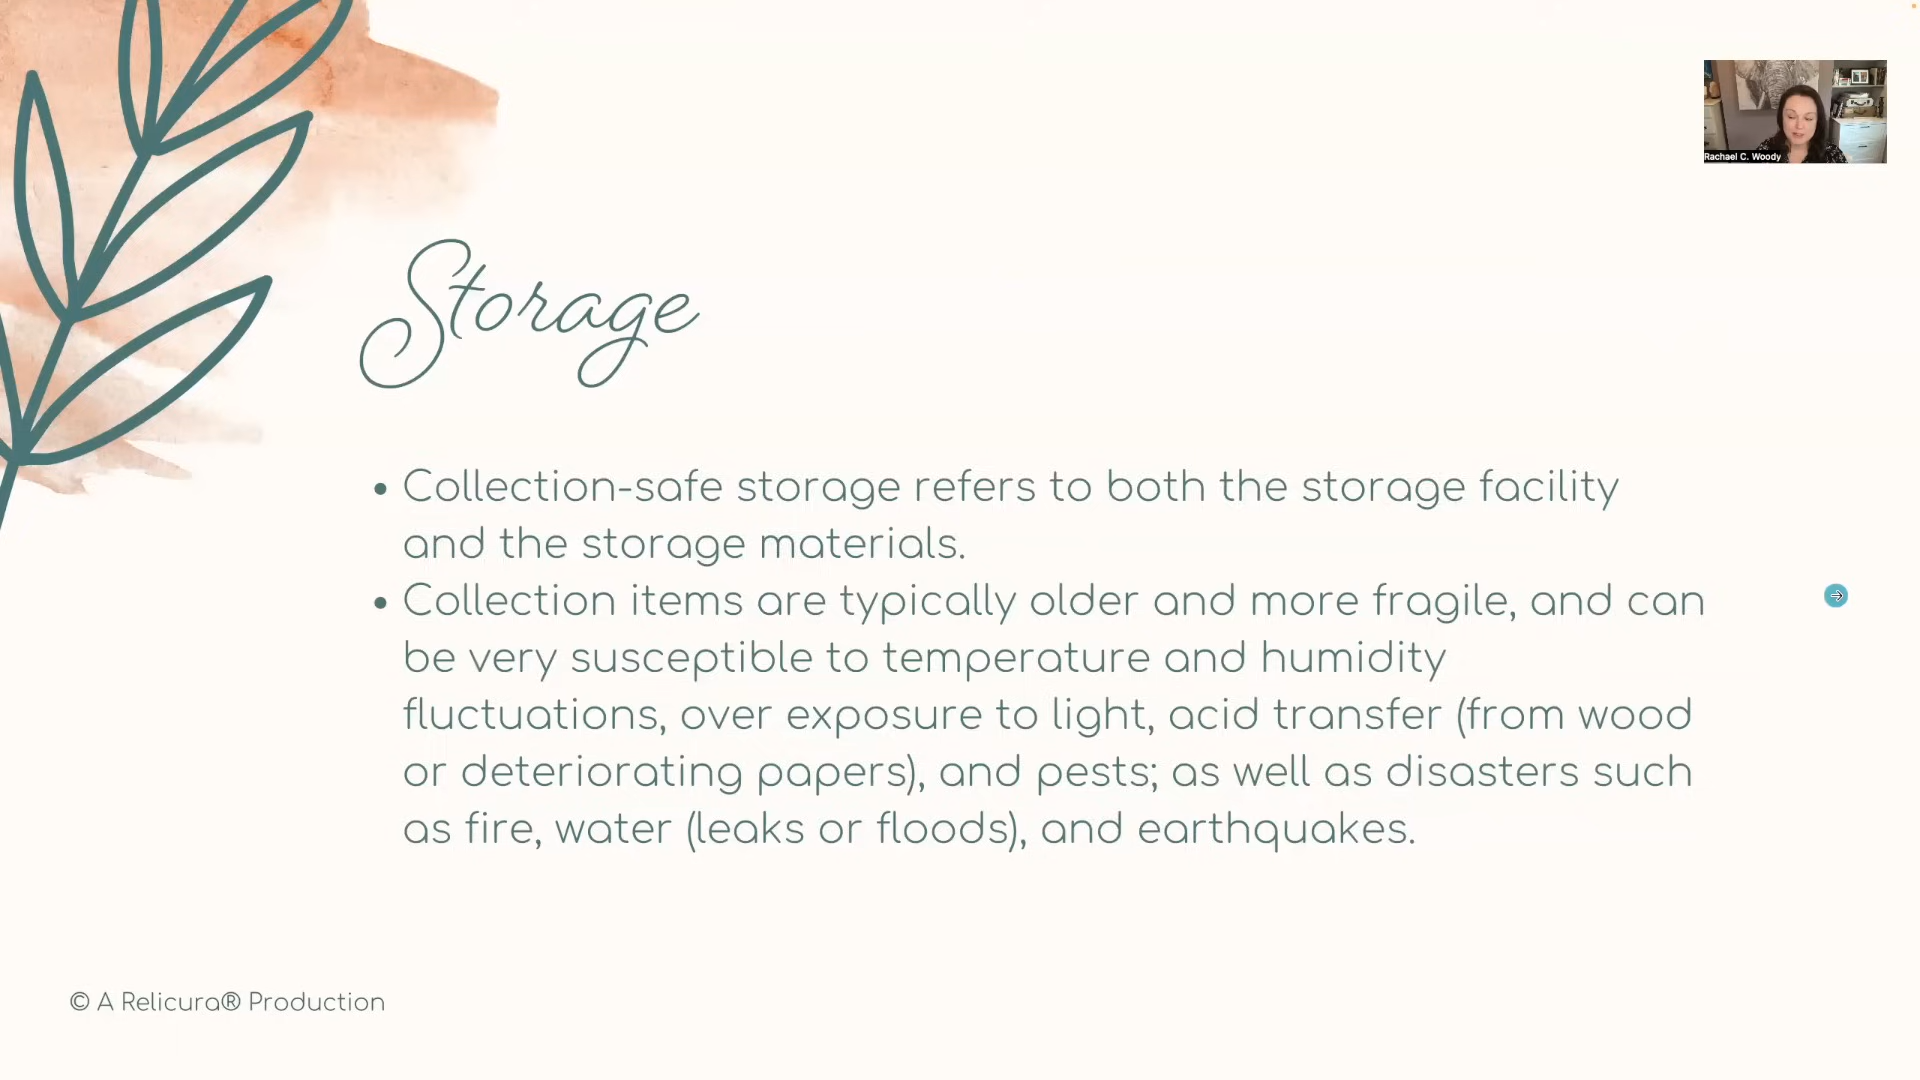 Rachael C. Woody
Storage
• Collection-safe storage refers to both the storage facility
and the storage materials.
• Collection items are typically older and more fragile, and can
be very susceptible to temperature and humidity
fluctuations, over exposure to light, acid transfer (from wood
or deteriorating papers), and pests; as well as disasters such
as fire, water (leaks or floods), and earthquakes.
© A Relicura® Production